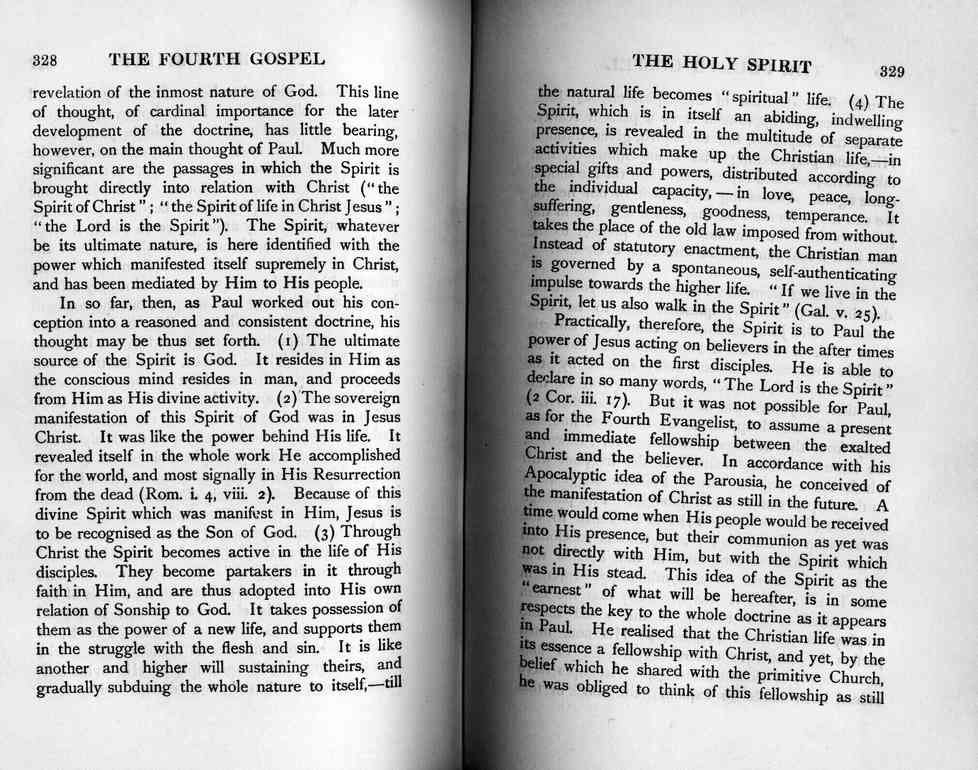 328 THE FOURTH GOSPEL
revelation of the inmost nature of God. This line
of thought, of cardinal importance for the later
development of the doctrine, has little bearing,
however, on the main thought of Paul. Much more
significant are the passages in which the Spirit is
brought directly into relation with Christ (“the
Spirit of Christ”; “the Spirit of life in Christ Jesus”;
“the Lord is the Spirit”). The Spirit, whatever
be its ultimate nature, is here identified with the
power which manifested itself supremely in Christ,
and has been mediated by Him to His people.
In so far, then, as Paul worked out his con-
ception into a reasoned and consistent doctrine, his
thought may be thus set forth. (1) The ultimate
source of the Spirit is God. It resides in Him as
the conscious mind resides in man, and proceeds
from Him as His divine activity. (2) The sovereign
manifestation of this Spirit of God was in Jesus
Christ. It was like the power behind His life. It
revealed itself in the whole work He accomplished
for the world, and most signally in His Resurrection
from the dead (Rom. i. 4, viii. 2). Because of this
divine Spirit which was manifest in Him, Jesus is
to be recognised as the Son of God. (3) Through
Christ the Spirit becomes active in the life of His
disciples. They become partakers in it through
faith in Him, and are thus adopted into His own
relation of Sonship to God. It takes possession of
them as the power of a new life, and supports them
in the struggle with the flesh and sin. It is like
another and higher will sustaining theirs, and
gradually subduing the whole nature to itself,—till
THE HOLY SPIRIT 329
the natural life becomes “spiritual” life. (4) The
Spirit, which is in itself an abiding, indwelling
presence, is revealed in the multitude of separate
activities which make up the Christian life,—in
special gifts and powers, distributed according to
the individual capacity,—in love, peace, long-
suffering, gentleness, goodness, temperance. It
takes the place of the old law imposed from without.
Instead of statutory enactment, the Christian man
is governed by a spontaneous, self-authenticating
impulse towards the higher life. “If we live in the
Spirit, let us also walk in the Spirit” (Gal. v. 25).
Practically, therefore, the Spirit is to Paul the
power of Jesus acting on believers in the after times
as it acted on the first disciples. He is able to
declare in so many words, “The Lord is the Spirit”
(2 Cor. iii. 17). But it was not possible for Paul,
as for the Fourth Evangelist, to assume a present
and immediate fellowship between the exalted
Christ and the believer. In accordance with his
Apocalyptic idea of the Parousia, he conceived of
the manifestation of Christ as still in the future. A
time would come when His people would be received
into His presence, but their communion as yet was
not directly with Him, but with the Spirit which
was in His stead. This idea of the Spirit as the
“earnest” of what will be hereafter, is in some
respects the key to the whole doctrine as it appears
in Paul. He realised that the Christian life was in
its essence a fellowship with Christ, and yet, by the
belief which he shared with the primitive Church,
he was obliged to think of this fellowship as still